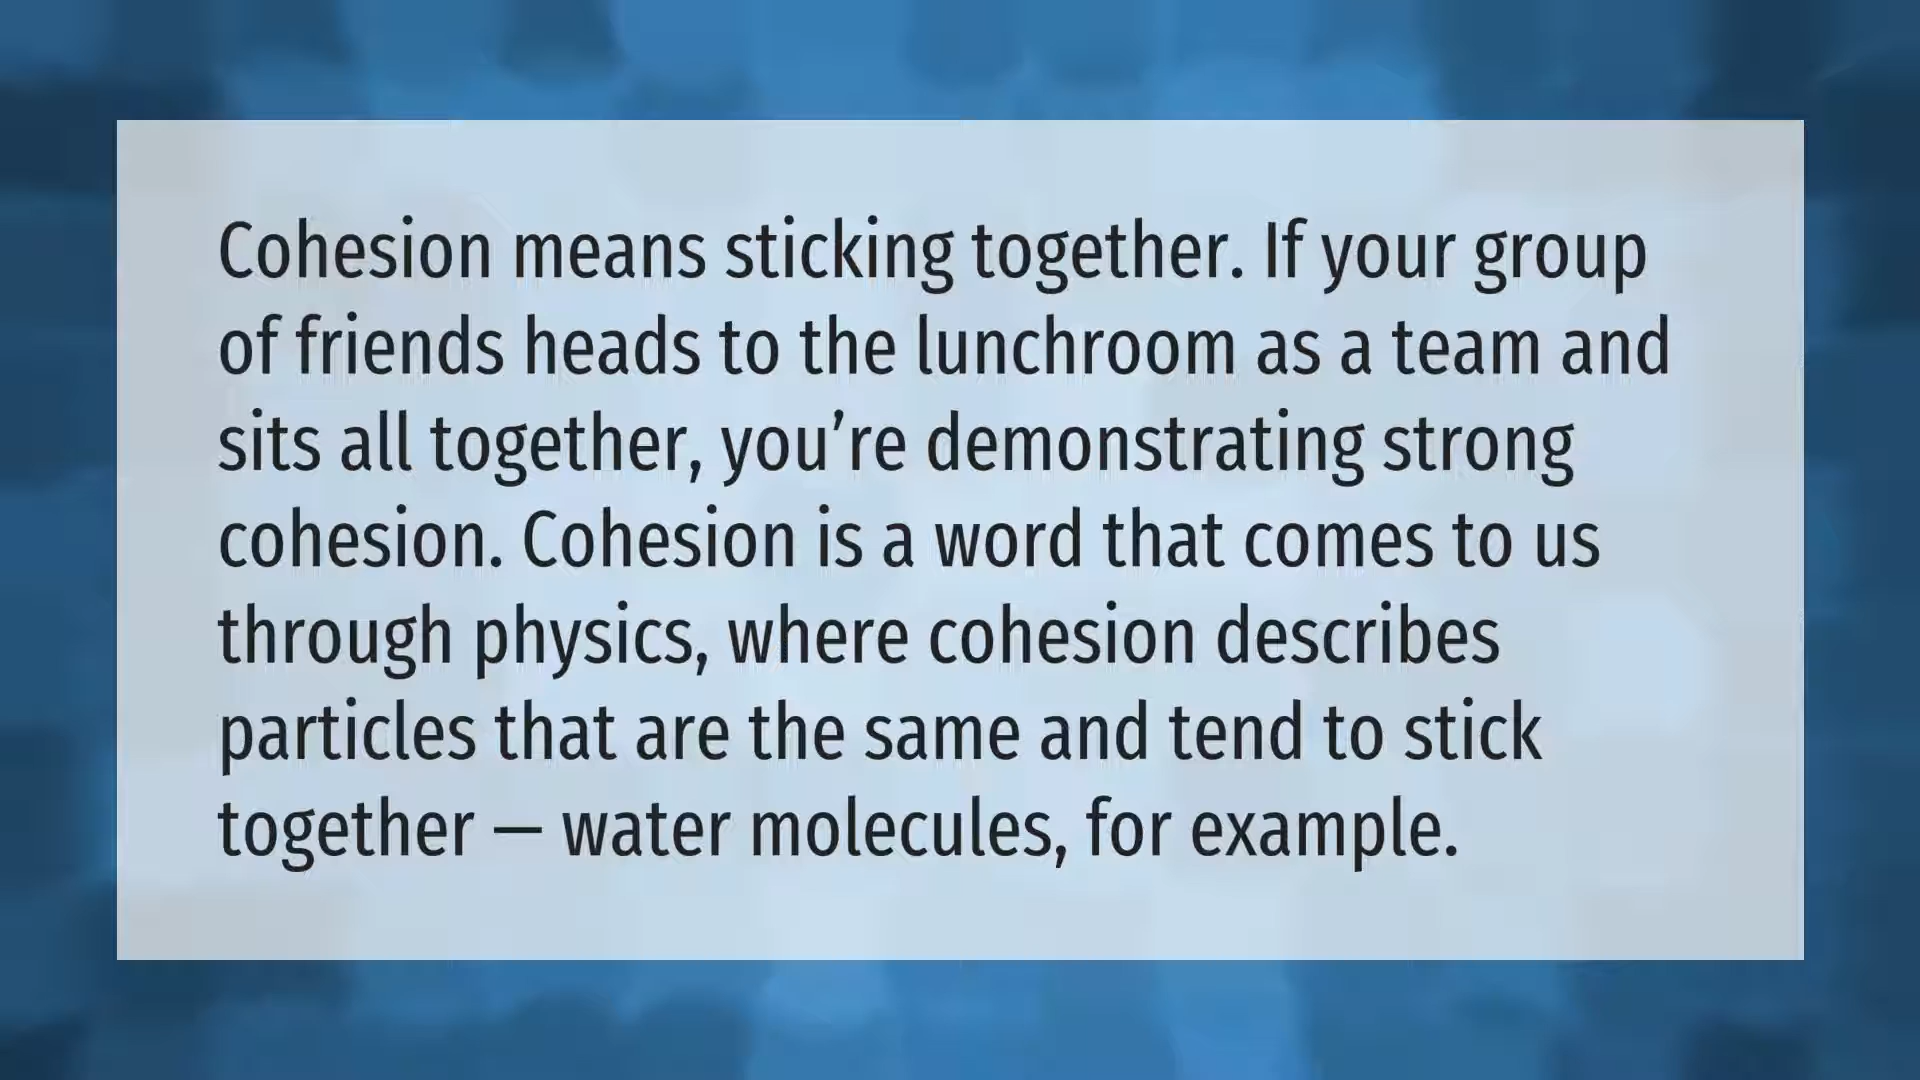 Cohesion means sticking together. If your group
of friends heads to the lunchroom as a team and
sits all together, you’re demonstrating strong
cohesion. Cohesion is a word that comes to us
through physics, where cohesion describes
particles that are the same and tend to stick
together — water molecules, for example.